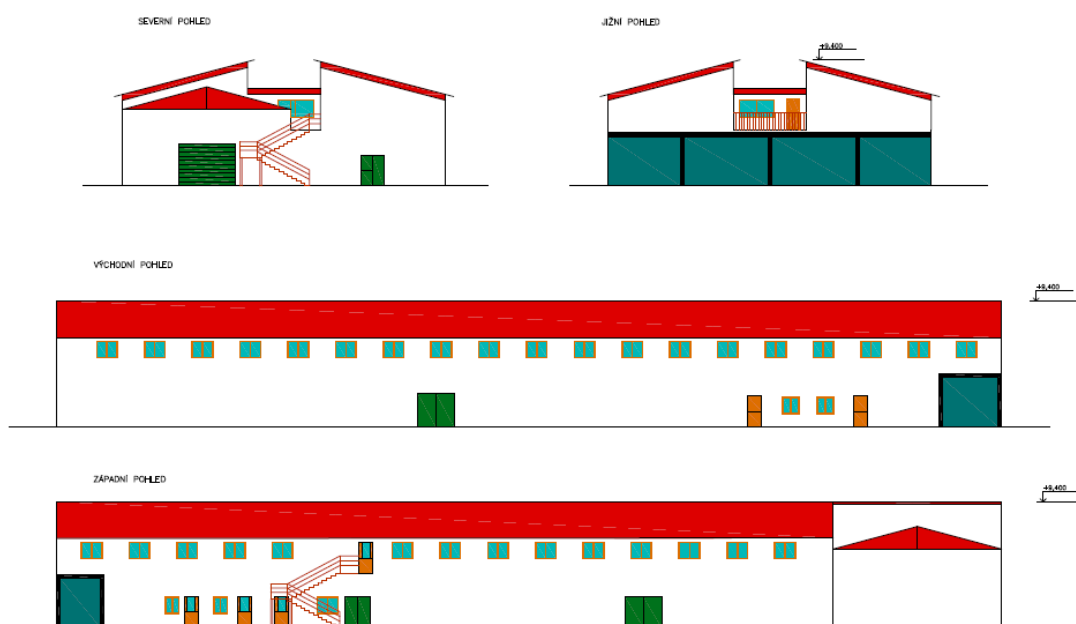 SEVERNÍ POHLED
JIŽNÍ POHLED
+9,400
VÝCHODNÍ POHLED
+9,400
ZÁPADNÍ POHLED
+9,400